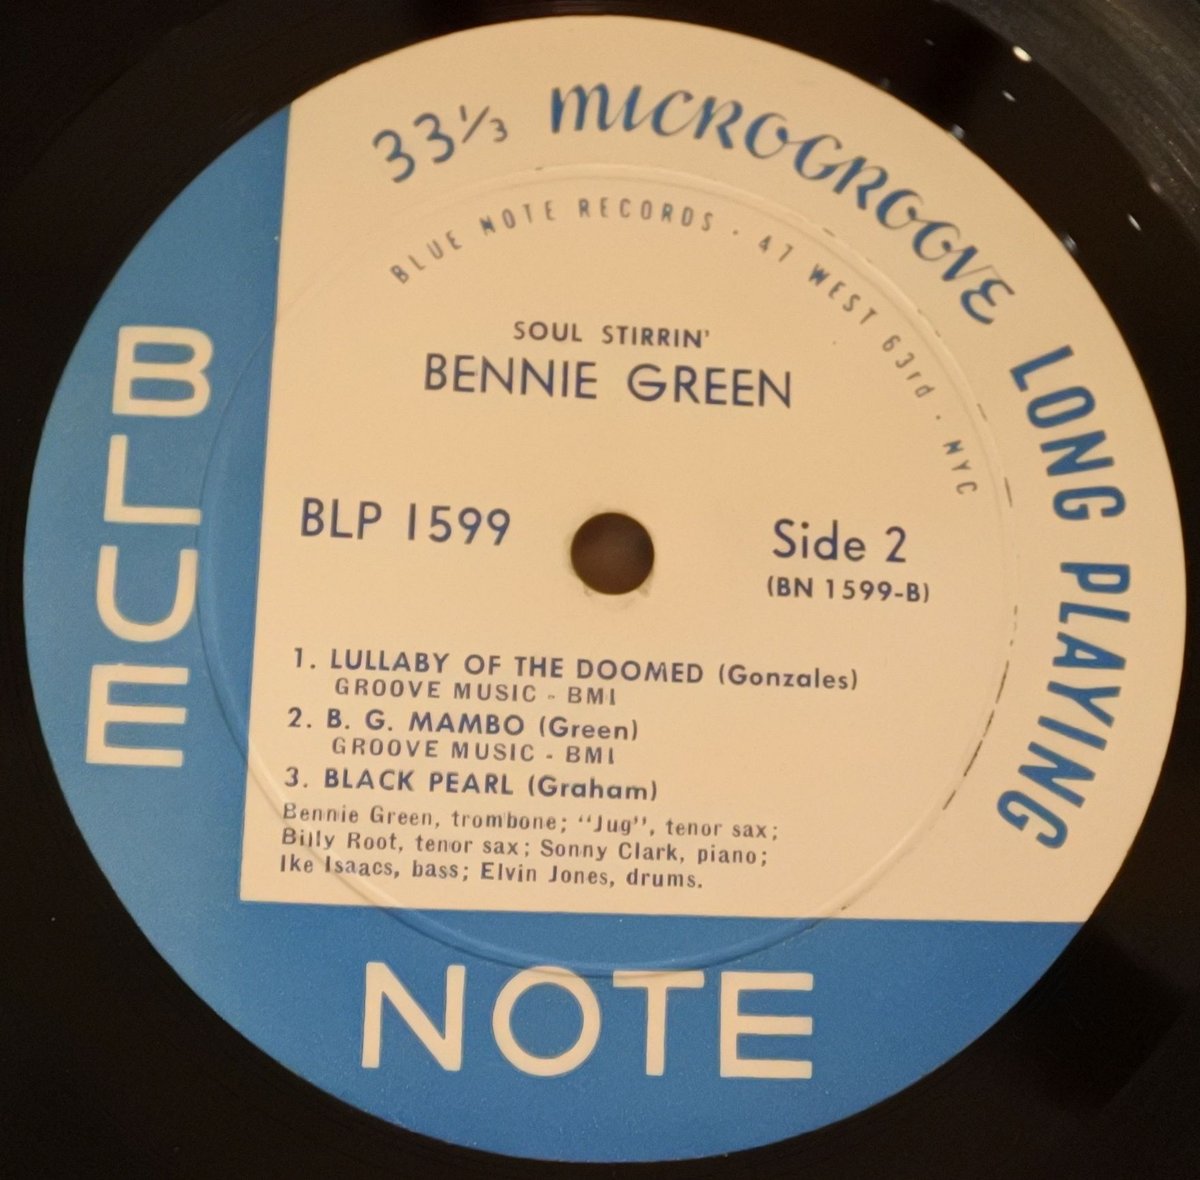 33⅓ MICROGROOVE LONG PLAYING
BLUE NOTE RECORDS · 47 WEST 63rd · NYC
SOUL STIRRIN'
BENNIE GREEN
BLP 1599
Side 2
(BN 1599-B)
1. LULLABY OF THE DOOMED (Gonzales)
GROOVE MUSIC - BMI
2. B. G. MAMBO (Green)
GROOVE MUSIC - BMI
3. BLACK PEARL (Graham)
Bennie Green, trombone; "Jug", tenor sax;
Billy Root, tenor sax; Sonny Clark, piano;
Ike Isaacs, bass; Elvin Jones, drums.
BLUE
NOTE